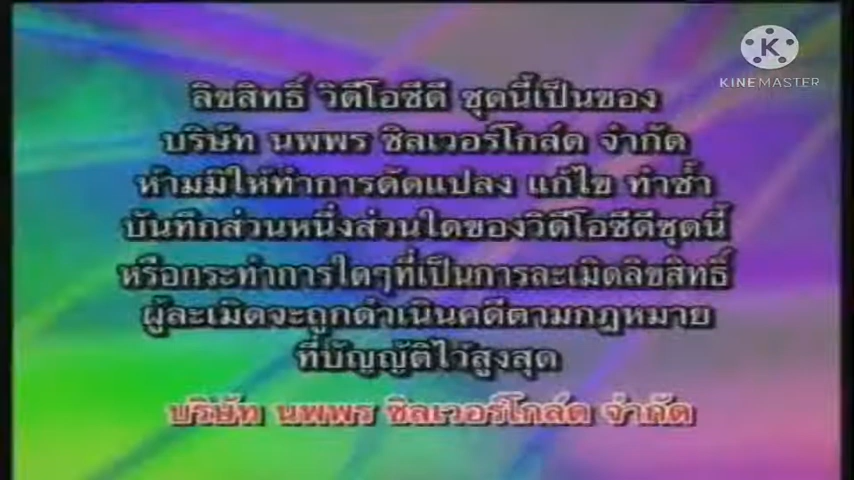 KINEMASTER
ลิขสิทธิ์ วิดีโอซีดี ชุดนี้เป็นของ
บริษัท นพพร ซิลเวอร์โกล์ด จำกัด
ห้ามมิให้ทำการดัดแปลง แก้ไข ทำซ้ำ
บันทึกส่วนหนึ่งส่วนใดของวิดีโอซีดีชุดนี้
หรือกระทำการใดๆที่เป็นการละเมิดลิขสิทธิ์
ผู้ละเมิดจะถูกดำเนินคดีตามกฎหมาย
ที่บัญญัติไว้สูงสุด
บริษัท นพพร ซิลเวอร์โกล์ด จำกัด